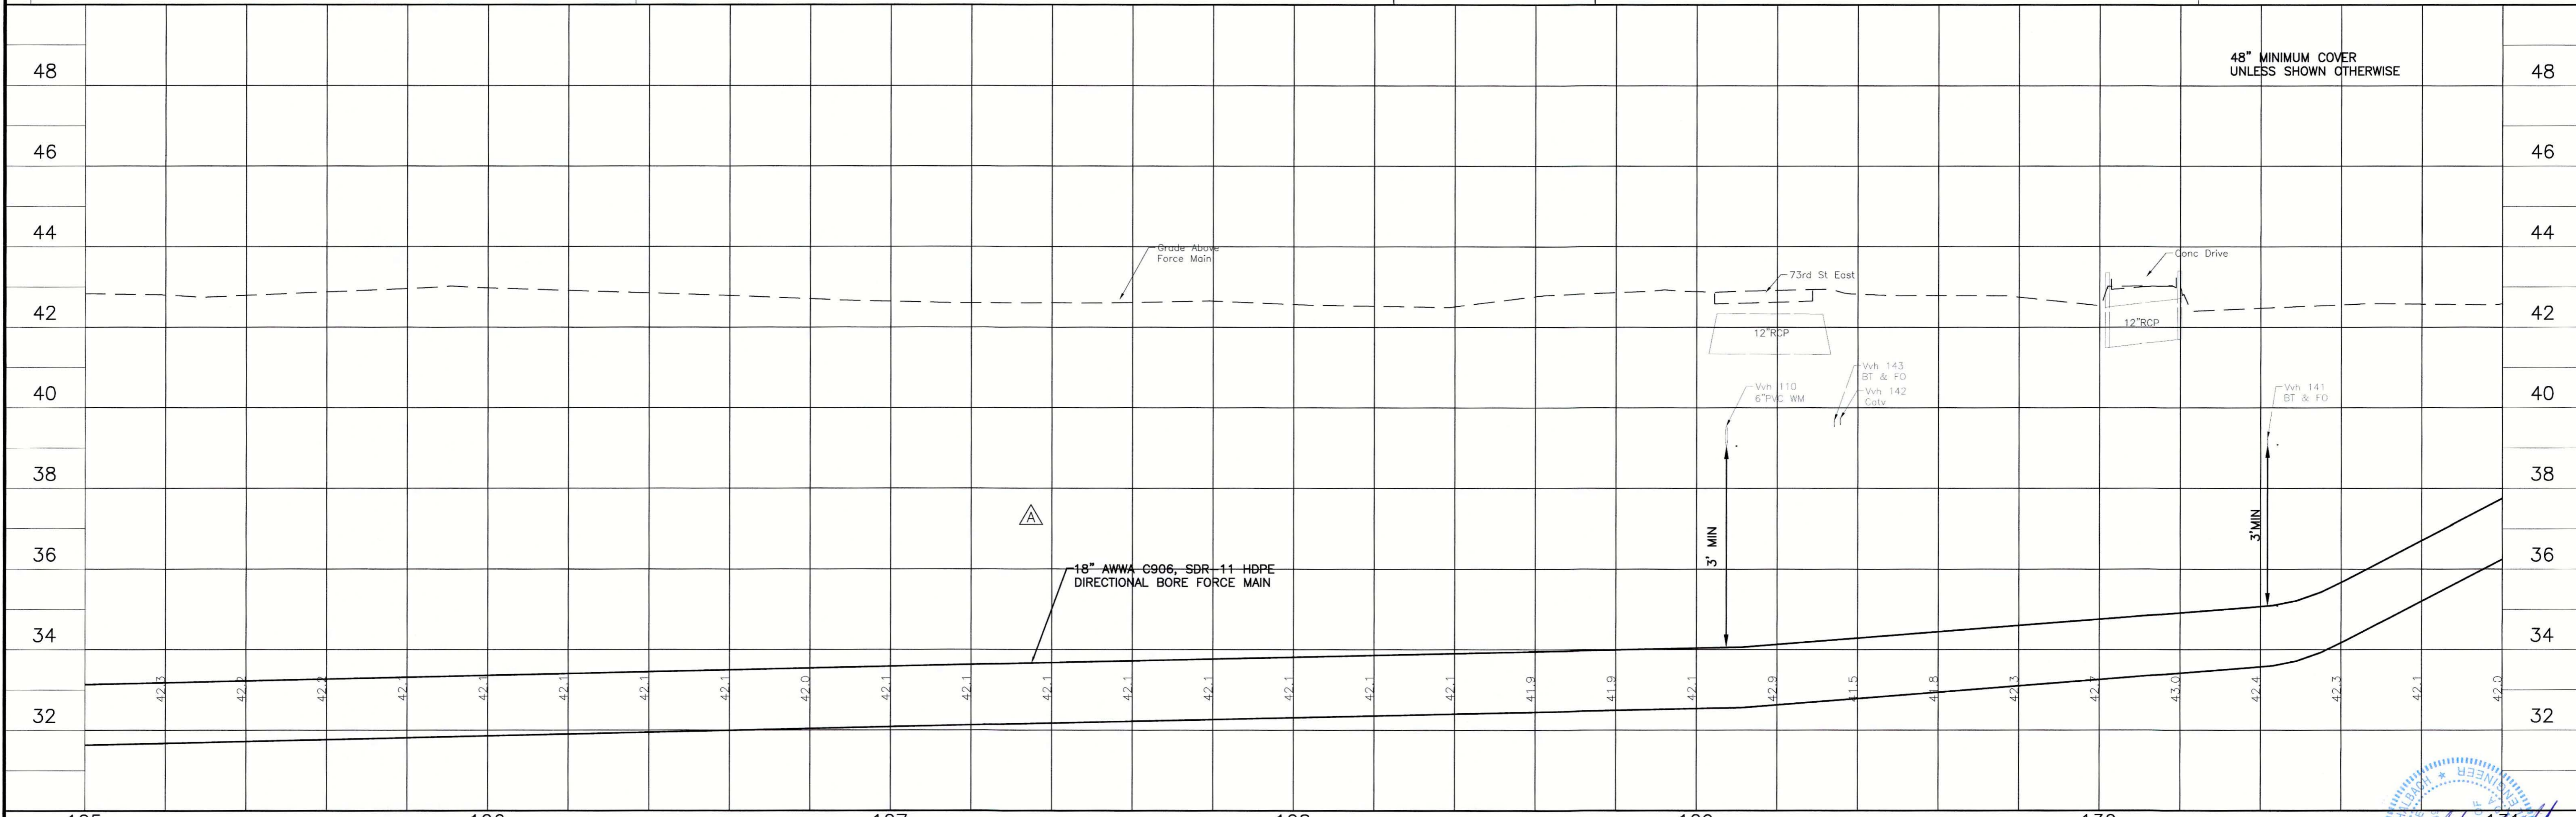 48" MINIMUM COVER
UNLESS SHOWN OTHERWISE
48
48
46
46
44
44
Grade Above
Force Main
Conc Drive
73rd St East
42
42
12"RCP
12"RCP
Vvh 143
BT & FO
Vvh 110
6"PVC WM
Vvh 142
Catv
Vvh 141
BT & FO
40
40
38
38
A
3' MIN
3'MIN
36
36
18" AWWA C906, SDR-11 HDPE
DIRECTIONAL BORE FORCE MAIN
34
34
42.3 42.2 42.2 42.1 42.1 42.1 42.1 42.1 42.0 42.1 42.1 42.1 42.1 42.1 42.1 42.1 42.1 41.9 41.9 42.1 42.9 41.5 41.8 42.3 42.7 43.0 42.4 42.3 42.1 42.0
32
32
ENGINEER